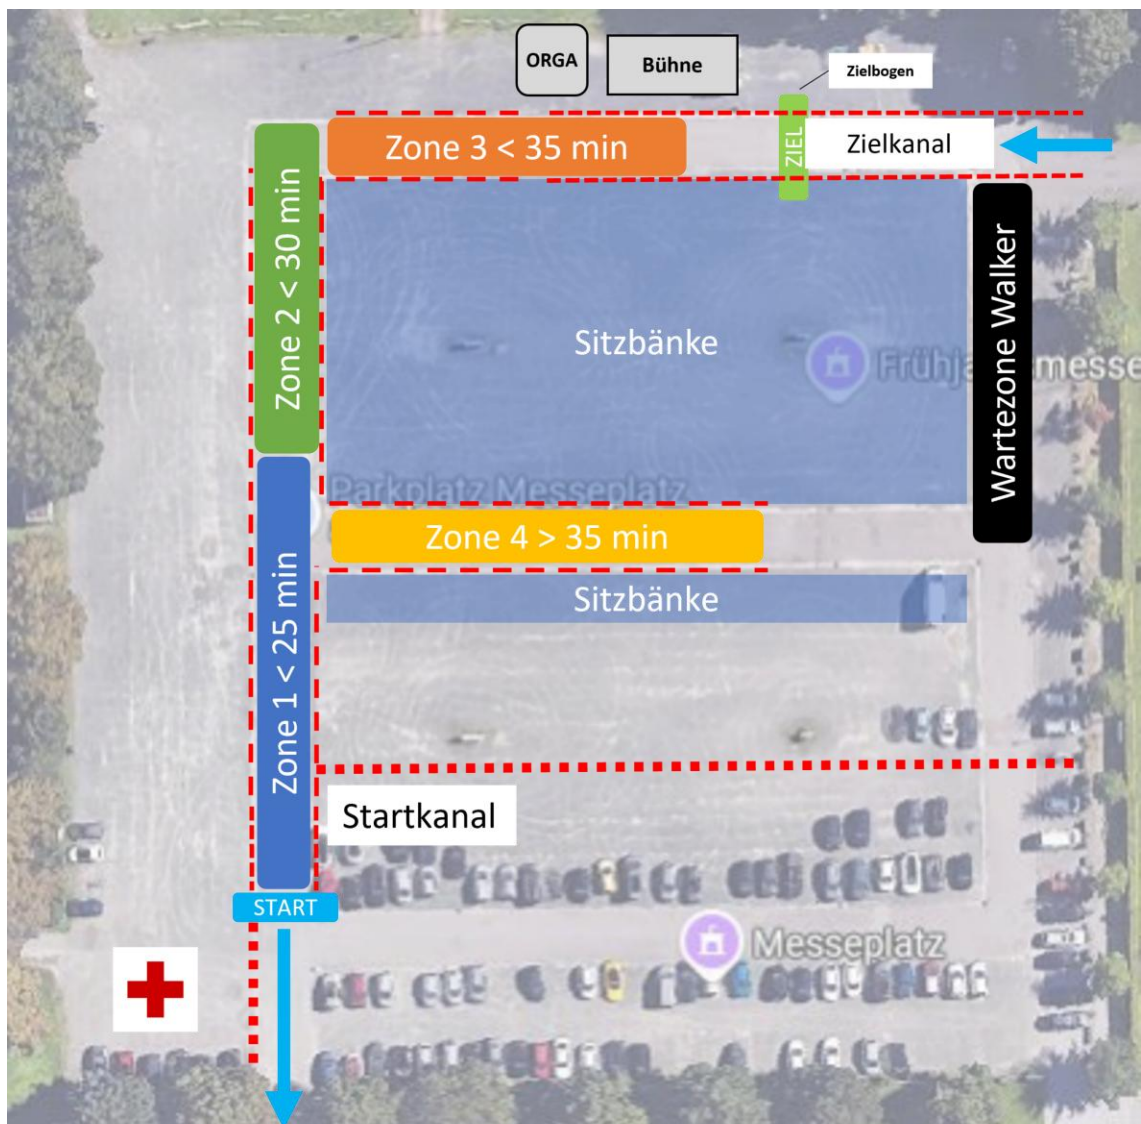 ORGA
Bühne
Zielbogen
Zone 3 < 35 min
ZIEL
Zielkanal
Zone 2 < 30 min
Sitzbänke
Wartezone Walker
Parkplatz Messeplatz
Zone 4 > 35 min
Zone 1 < 25 min
Sitzbänke
Startkanal
START
Messeplatz